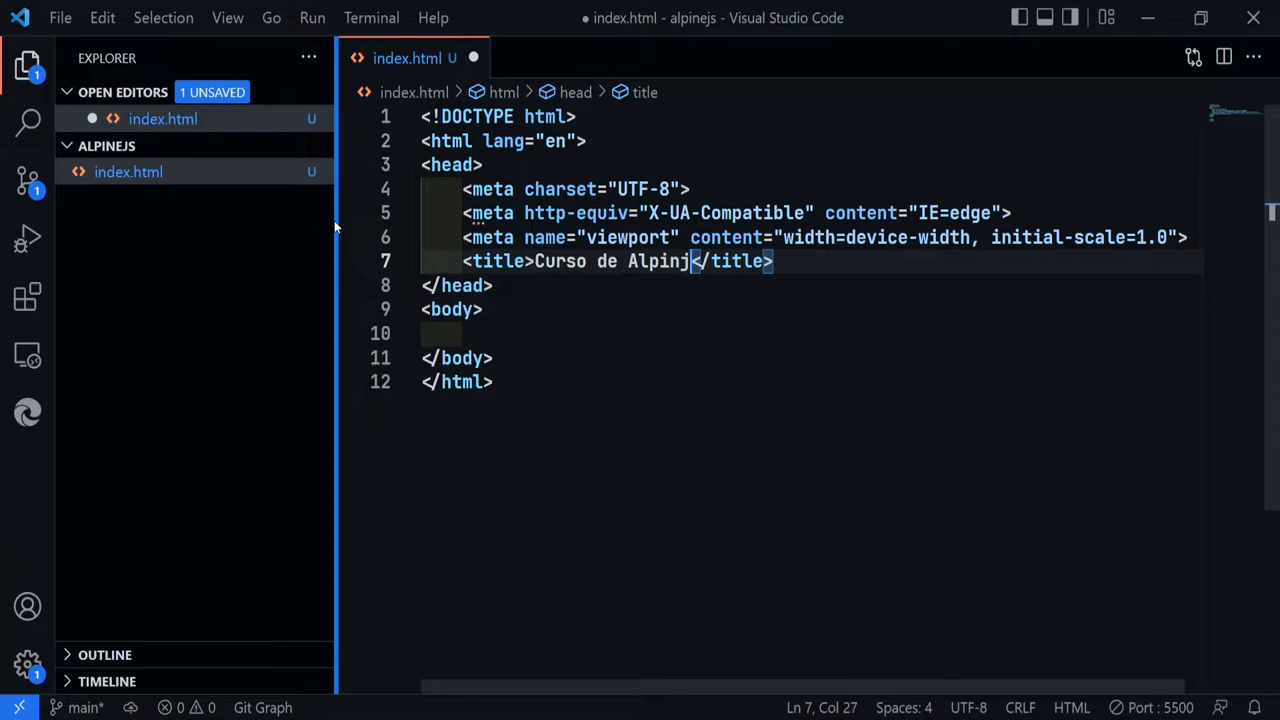 File Edit Selection View Go Run Terminal Help
● index.html - alpinejs - Visual Studio Code
EXPLORER
OPEN EDITORS 1 UNSAVED
index.html U
ALPINEJS
index.html U
OUTLINE
TIMELINE
1
1
1
index.html U
index.html > html > head > title
1 <!DOCTYPE html>
2 <html lang="en">
3 <head>
4 <meta charset="UTF-8">
5 <meta http-equiv="X-UA-Compatible" content="IE=edge">
6 <meta name="viewport" content="width=device-width, initial-scale=1.0">
7 <title>Curso de Alpinj</title>
8 </head>
9 <body>
10
11 </body>
12 </html>
main* 0 0 Git Graph Ln 7, Col 27 Spaces: 4 UTF-8 CRLF HTML Port : 5500